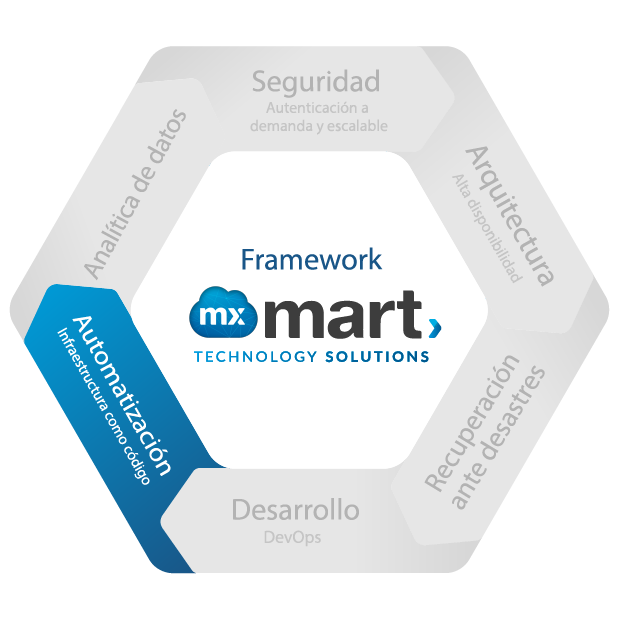 Seguridad
Autenticación a
demanda y escalable
Arquitectura
Alta disponibilidad
Recuperación
ante desastres
Desarrollo
DevOps
Automatización
Infraestructura como código
Analítica de datos
Framework
mx mart
TECHNOLOGY SOLUTIONS